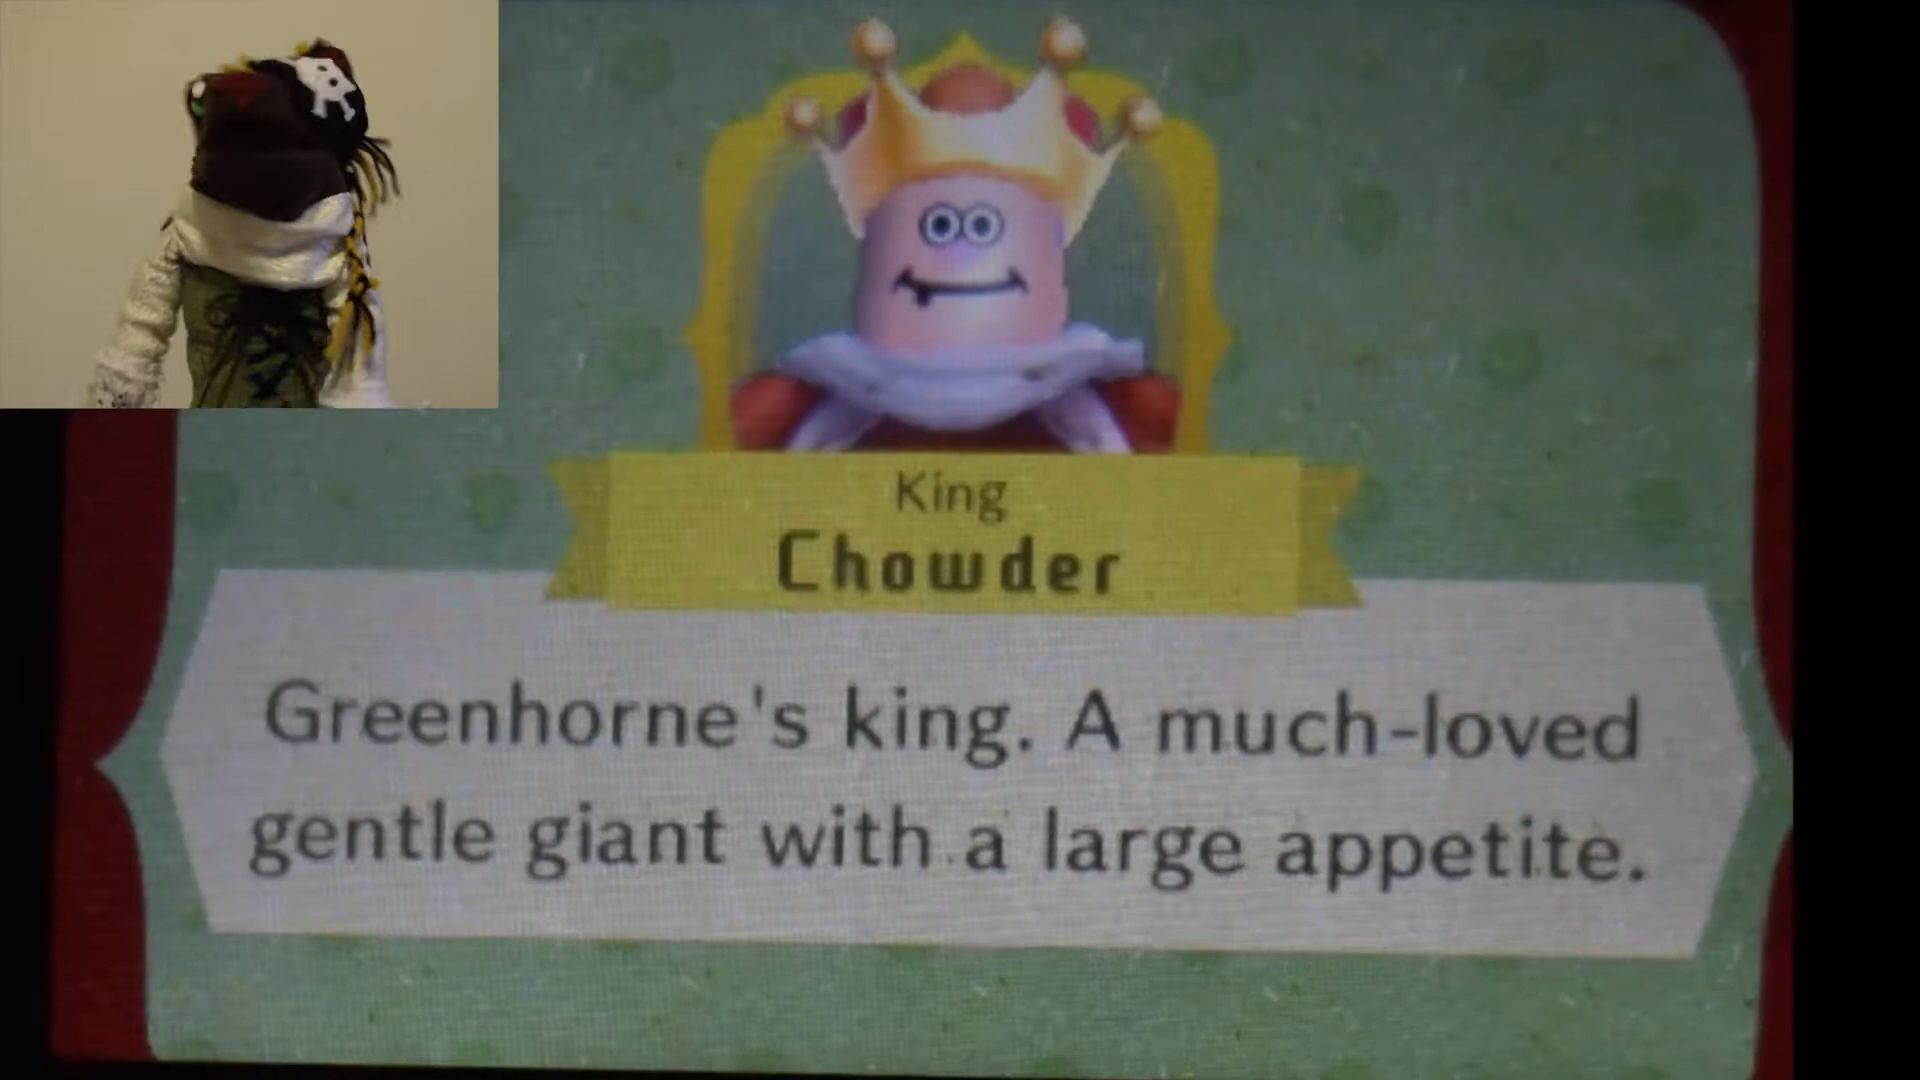 King
Chowder
Greenhorne's king. A much-loved
gentle giant with a large appetite.